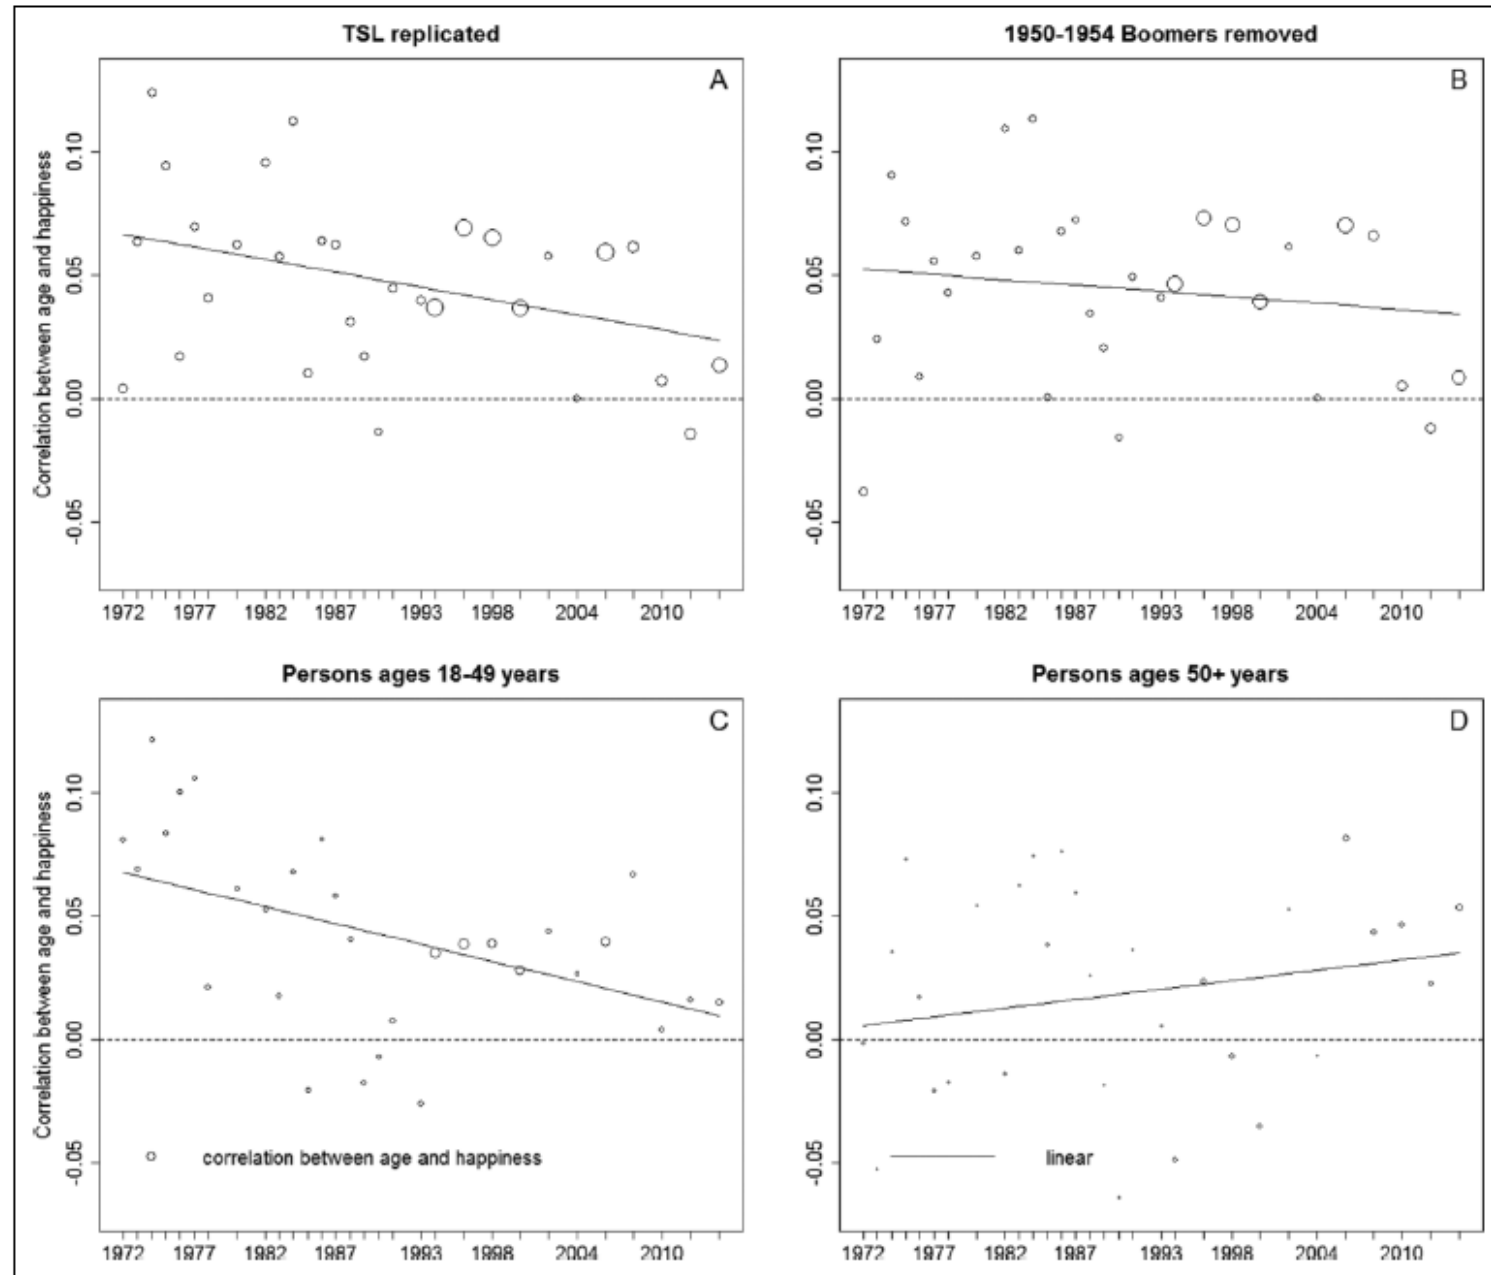 TSL replicated
A
Correlation between age and happiness
0.10
0.05
0.00
-0.05
1972 1977 1982 1987 1993 1998 2004 2010
1950-1954 Boomers removed
B
0.10
0.05
0.00
-0.05
1972 1977 1982 1987 1993 1998 2004 2010
Persons ages 18-49 years
C
Correlation between age and happiness
0.10
0.05
0.00
-0.05
correlation between age and happiness
1972 1977 1982 1987 1993 1998 2004 2010
Persons ages 50+ years
D
0.10
0.05
0.00
-0.05
linear
1972 1977 1982 1987 1993 1998 2004 2010